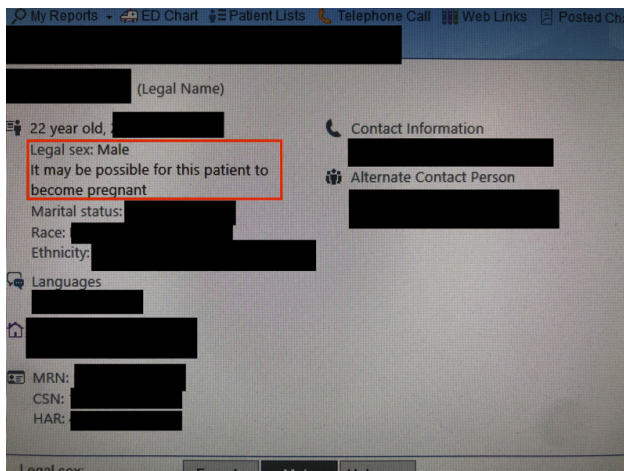 My Reports ED Chart Patient Lists Telephone Call Web Links Posted
(Legal Name)
22 year old,
Legal sex: Male
It may be possible for this patient to
become pregnant
Marital status:
Race:
Ethnicity:
Languages
MRN:
CSN:
HAR:
Contact Information
Alternate Contact Person
Legal sex: